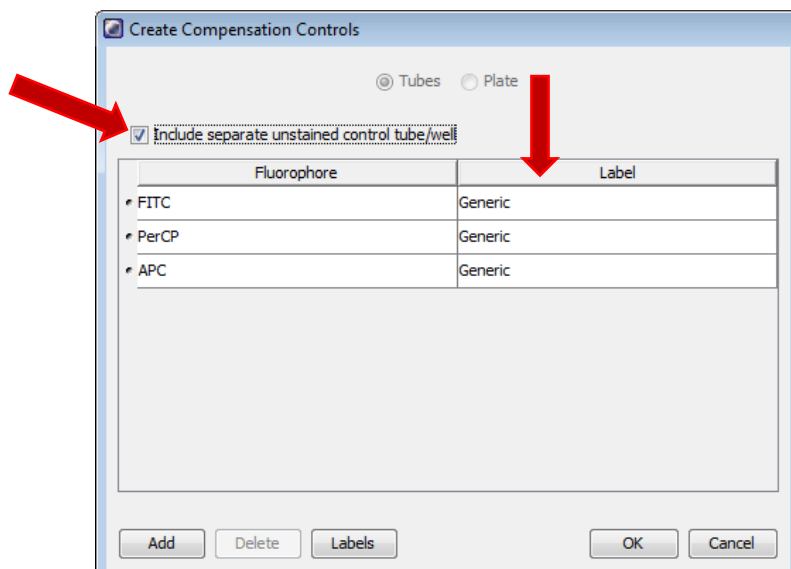 Create Compensation Controls
Tubes Plate
Include separate unstained control tube/well
Fluorophore Label
FITC Generic
PerCP Generic
APC Generic
Add Delete Labels OK Cancel